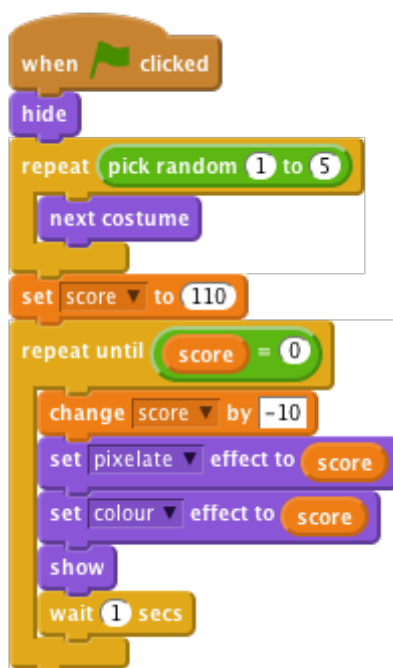 when clicked
hide
repeat pick random 1 to 5
next costume
set score ▼ to 110
repeat until score = 0
change score ▼ by -10
set pixelate ▼ effect to score
set colour ▼ effect to score
show
wait 1 secs